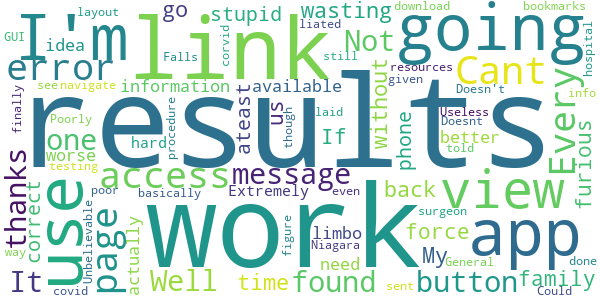 layout
GUI
idea
I'm
link
stupid
Falls
corvid
wasting
go
liated
still
download
bookmarks
Not
going
resources
given
hospital
info
Cant
error
information
available
see
navigate
finally
Poorly
one
worse
testing
procedure
hard
results
ateast
us
though
laid
If
without
phone
Doesn't
Useless
Doesnt
better
told
Every
furious
thanks
correct
use
access
message
Extremely
even
back
view
surgeon
poor
Unbelievable
page
basically
actually
work
figure
limbo
Niagara
My
force
General
app
way
It
covid
Well
time
found
need
sent
button
Could
family
done